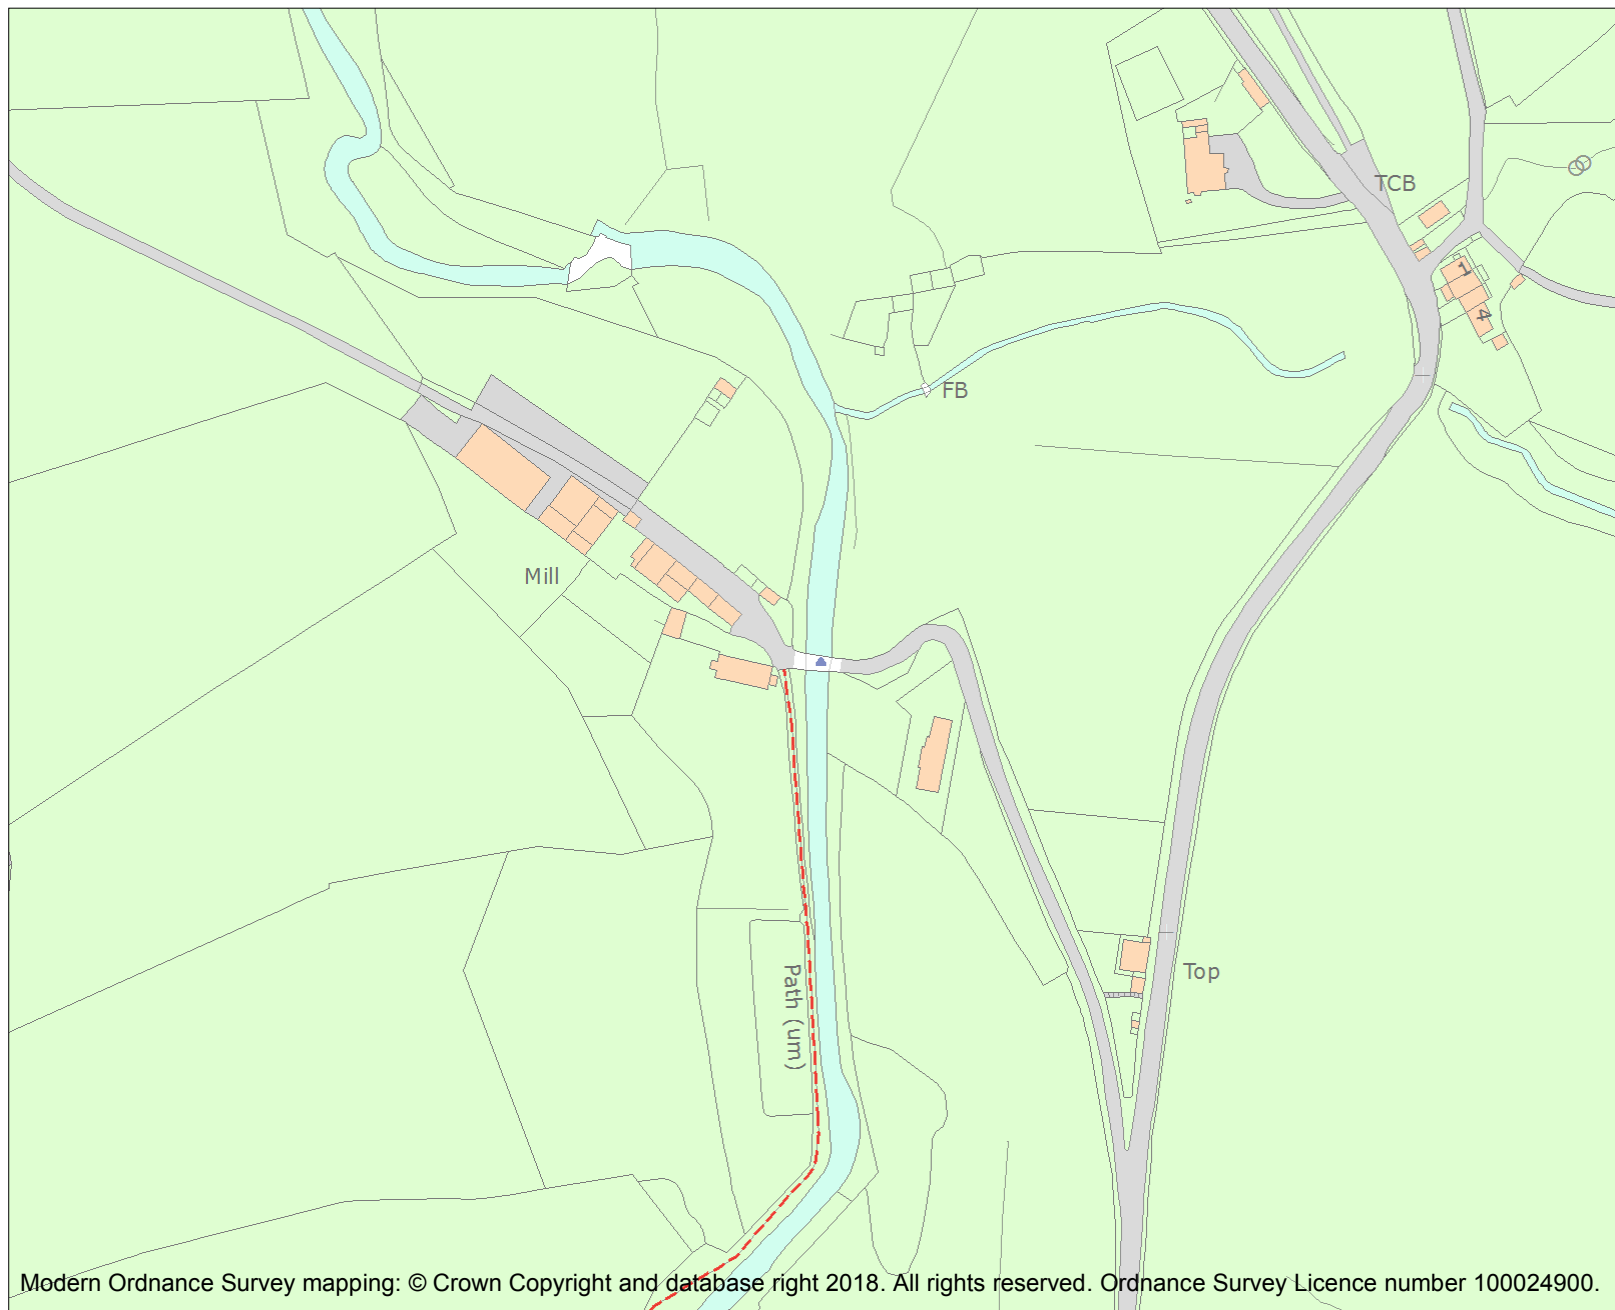 TCB
1
4
FB
Mill
Top
Path (um)
Modern Ordnance Survey mapping: © Crown Copyright and database right 2018. All rights reserved. Ordnance Survey Licence number 100024900.